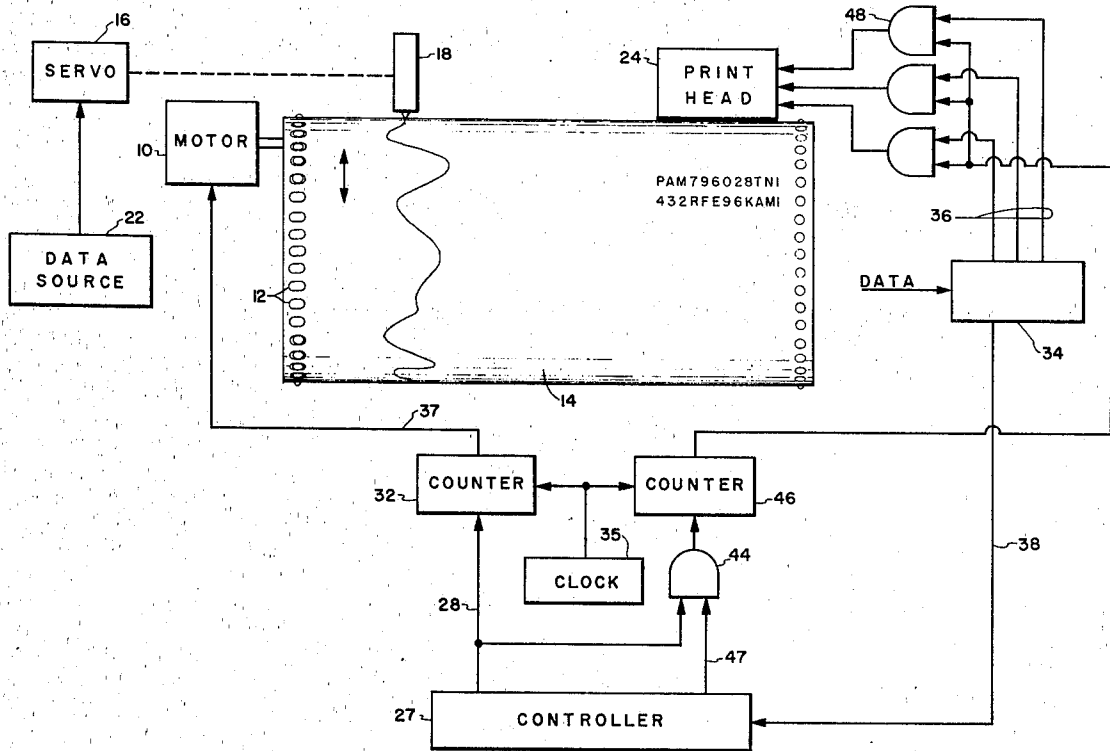 16
SERVO
18
24
PRINT
HEAD
48
MOTOR
10
PAM796028TNI
432RFE96KAMI
36
22
DATA
SOURCE
12
DATA
34
14
37
COUNTER
32
COUNTER
46
35
CLOCK
44
38
28
47
27
CONTROLLER